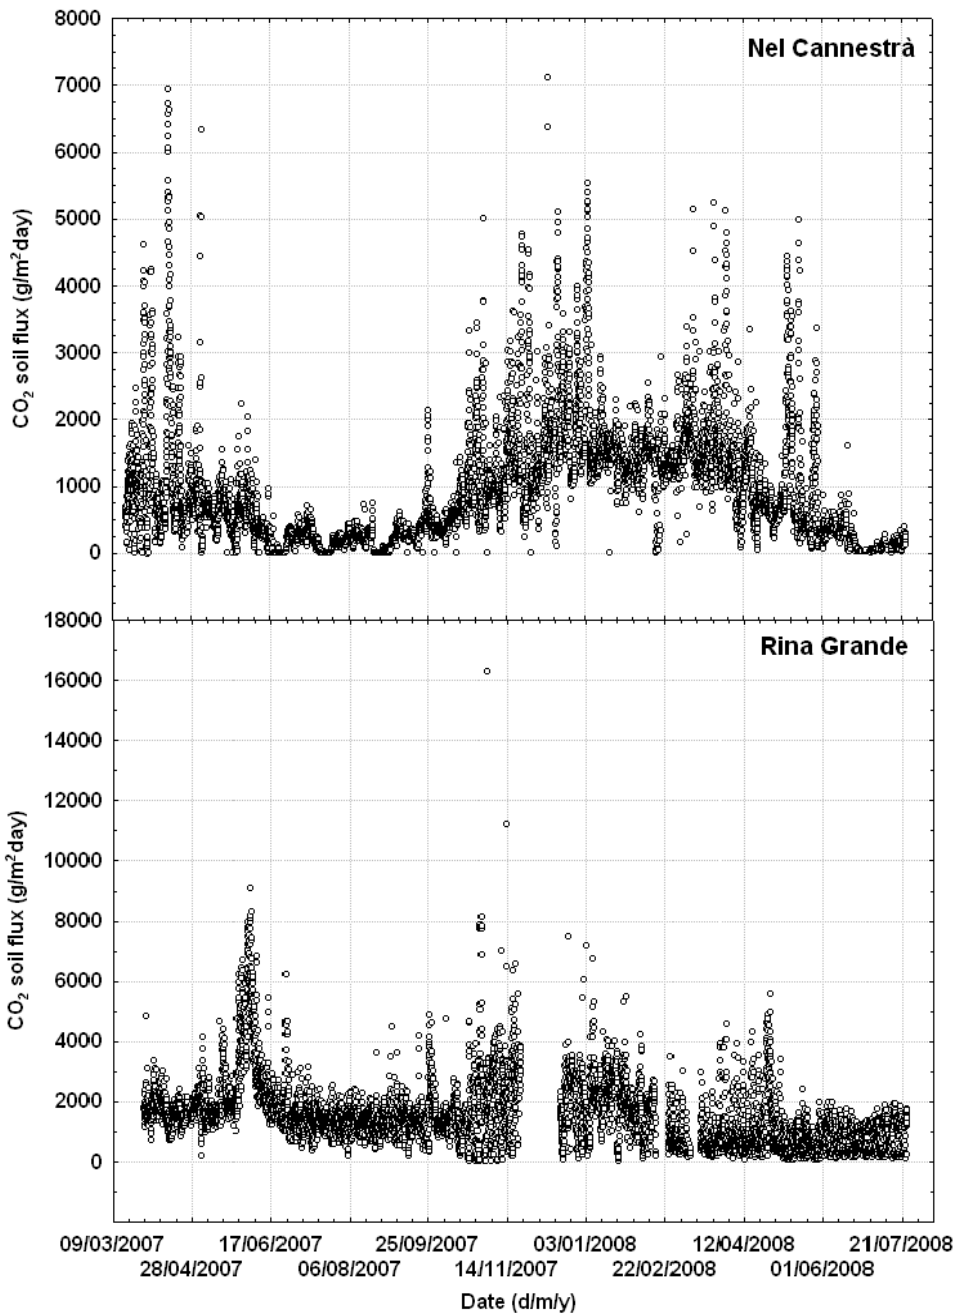 8000
Nel Cannestrà
7000
6000
5000
4000
3000
2000
1000
0
CO2 soil flux (g/m2day)
18000
Rina Grande
16000
14000
12000
10000
8000
6000
4000
2000
0
CO2 soil flux (g/m2day)
09/03/2007 17/06/2007 25/09/2007 03/01/2008 12/04/2008 21/07/2008
28/04/2007 06/08/2007 14/11/2007 22/02/2008 01/06/2008
Date (d/m/y)